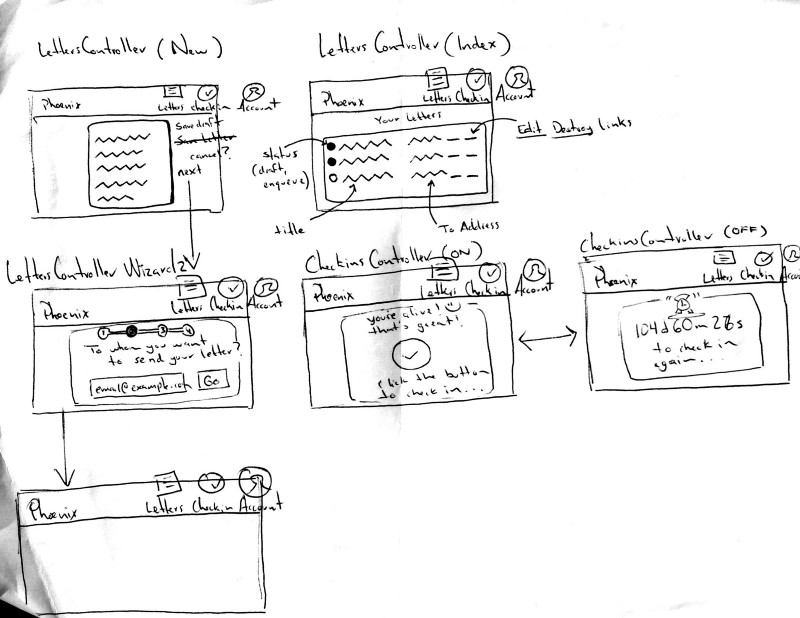 LettersController (New)
Phoenix
Letters Checkin Account
Save draft
Save Letter
cancel?
next
Letters Controller (Index)
Phoenix
Letters Checkin Account
Your Letters
Edit Destroy links
status
(draft,
enqueue)
title
To Address
LettersController Wizard2
Phoenix
Letters Checkin Account
1 2 3 4
To whom you want
to send your letter?
email@example.com Go
CheckinsController (ON)
Phoenix
Letters Checkin Account
you're alive!
that's great!
click the button
to check in...
CheckinsController (OFF)
Phoenix
Letters Checkin Account
104d 60m 28s
to check in
again....
Phoenix
Letters Checkin Account